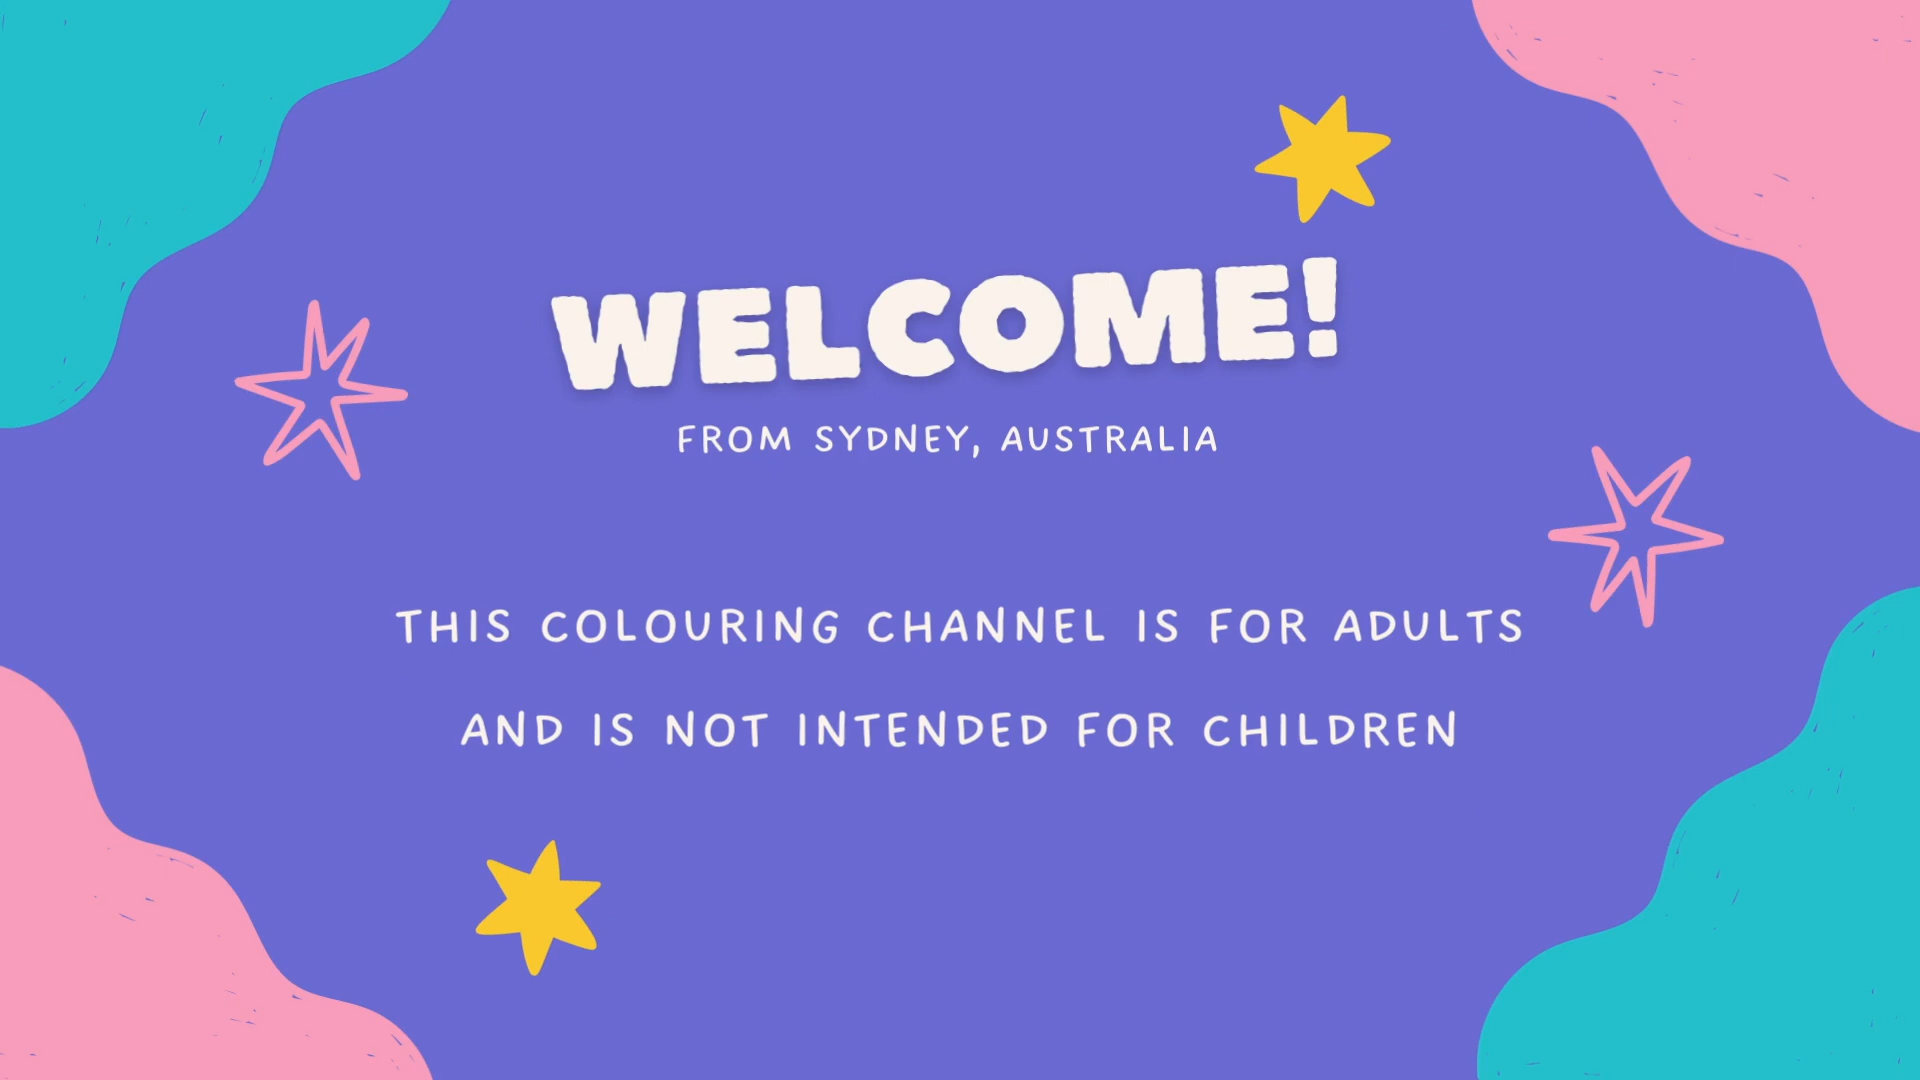 WELCOME!
FROM SYDNEY, AUSTRALIA
THIS COLOURING CHANNEL IS FOR ADULTS
AND IS NOT INTENDED FOR CHILDREN